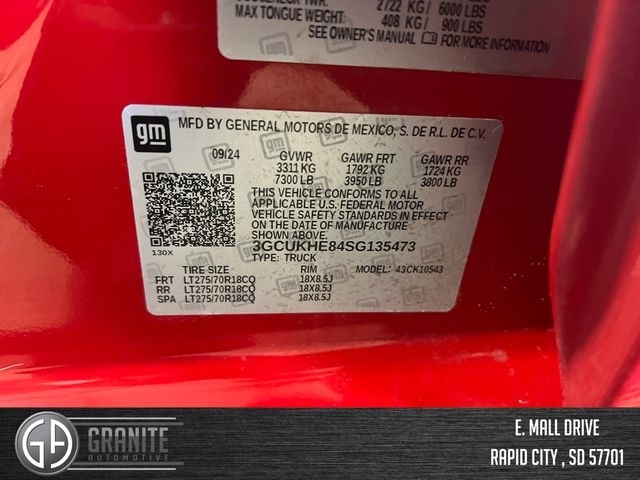 2722 KG/ 6000 LBS
MAX TONGUE WEIGHT: 408 KG/ 900 LBS
SEE OWNER'S MANUAL FOR MORE INFORMATION
gm MFD BY GENERAL MOTORS DE MEXICO, S. DE R.L. DE C.V.
09/24 GVWR GAWR FRT GAWR RR
3311 KG 1792 KG 1724 KG
7300 LB 3950 LB 3800 LB
THIS VEHICLE CONFORMS TO ALL
APPLICABLE U.S. FEDERAL MOTOR
VEHICLE SAFETY STANDARDS IN EFFECT
ON THE DATE OF MANUFACTURE
SHOWN ABOVE.
3GCUKHE84SG135473
130X TYPE: TRUCK
TIRE SIZE RIM MODEL: 43CK10543
FRT LT275/70R18CQ 18X8.5J
RR LT275/70R18CQ 18X8.5J
SPA LT275/70R18CQ 18X8.5J
GA GRANITE AUTOMOTIVE
E. MALL DRIVE
RAPID CITY , SD 57701